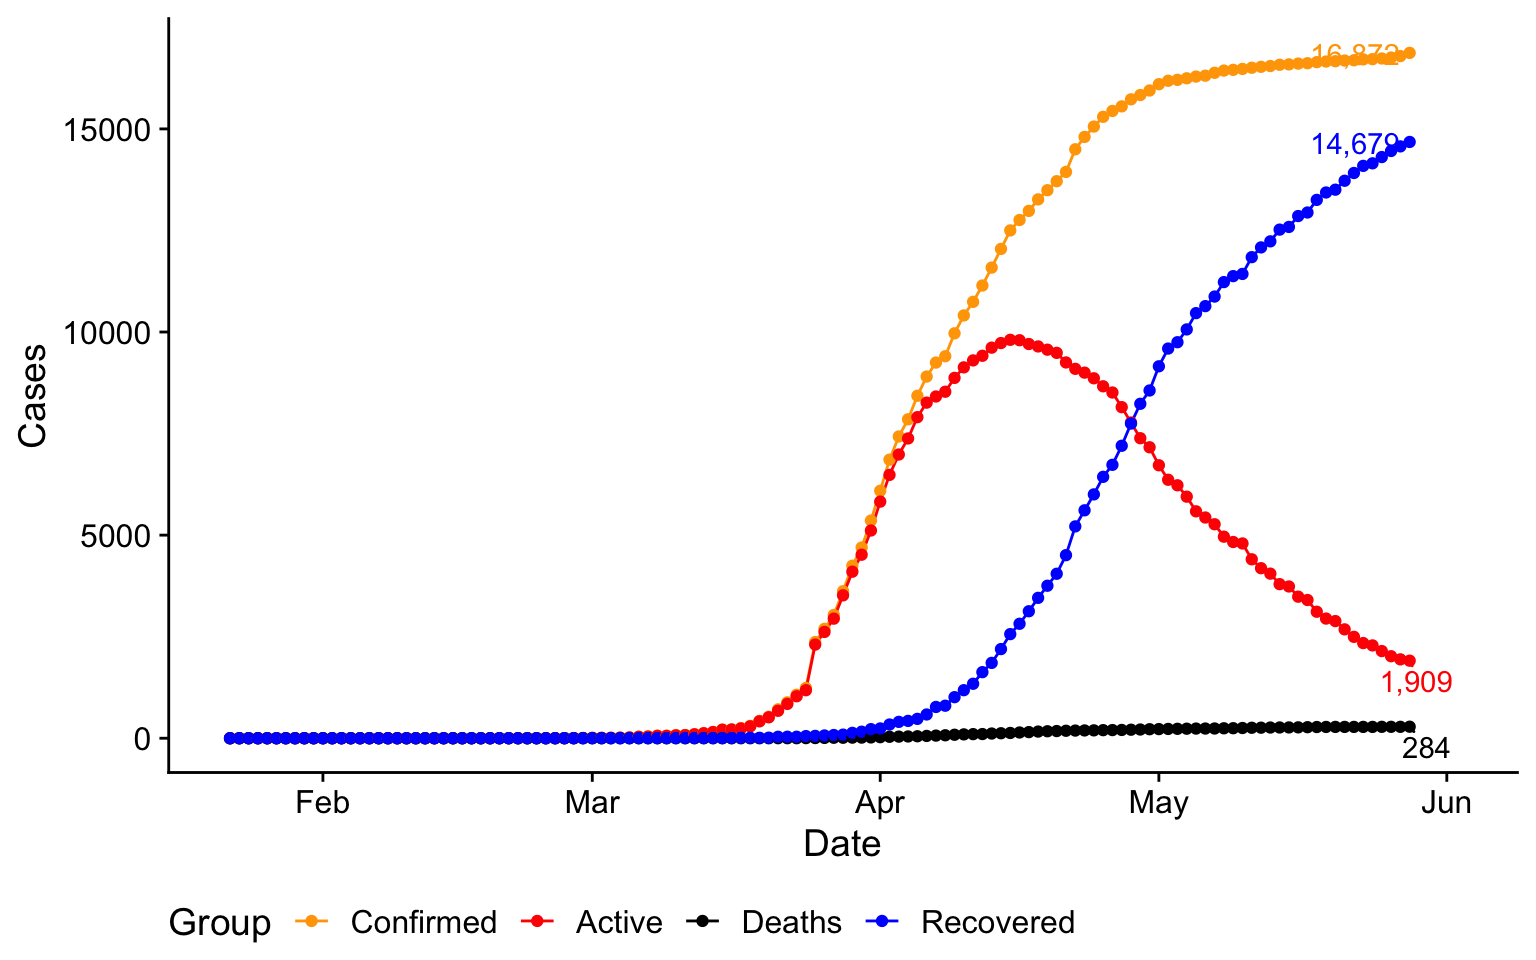 16,872
15000
14,679
10000
Cases
5000
1,909
0
284
Feb Mar Apr May Jun
Date
Group Confirmed Active Deaths Recovered